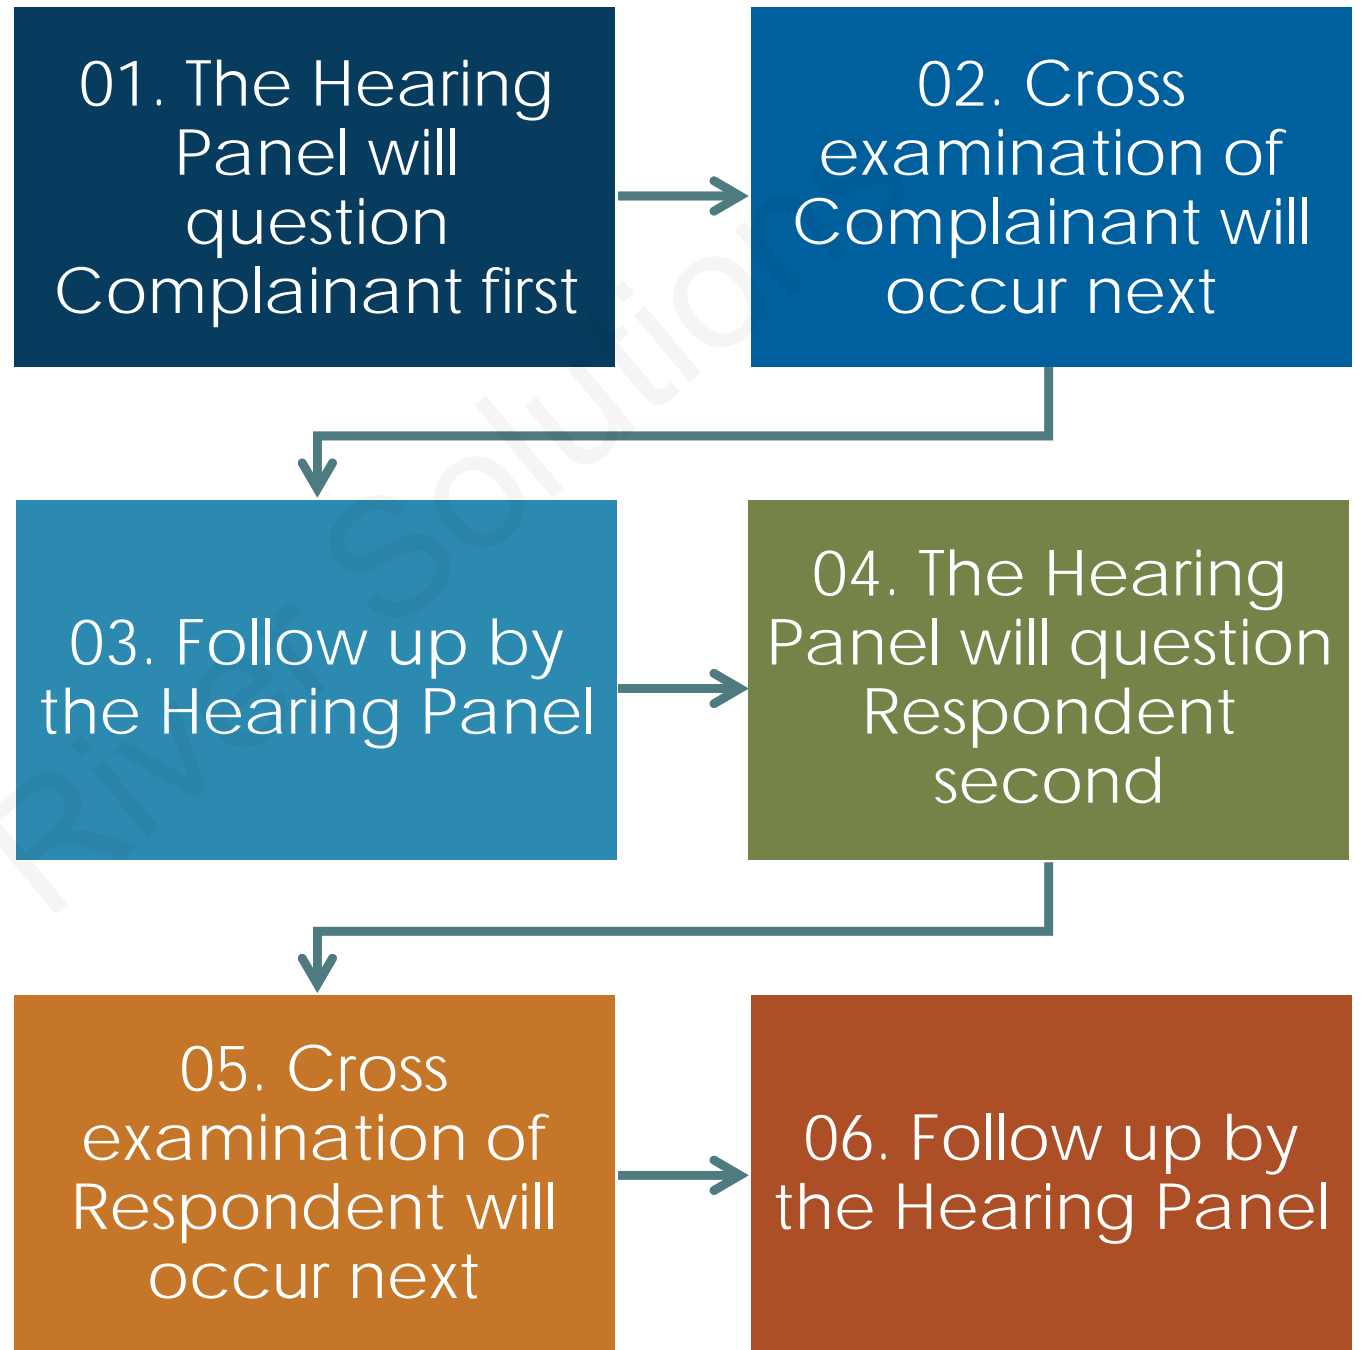 01. The Hearing
Panel will
question
Complainant first
02. Cross
examination of
Complainant will
occur next
03. Follow up by
the Hearing Panel
04. The Hearing
Panel will question
Respondent
second
05. Cross
examination of
Respondent will
occur next
06. Follow up by
the Hearing Panel
River Solutions